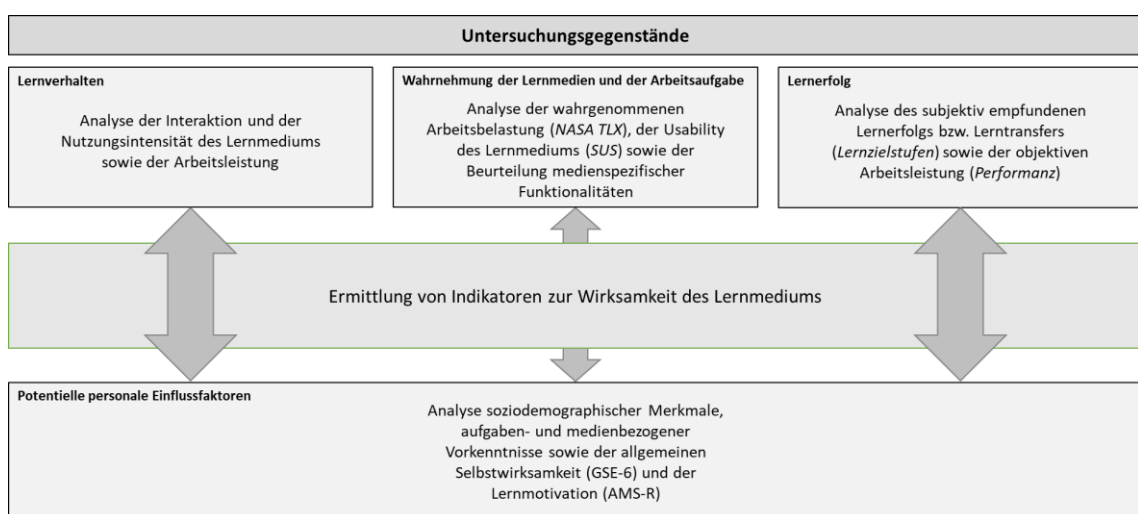 Untersuchungsgegenstände
Lernverhalten
Analyse der Interaktion und der
Nutzungsintensität des Lernmediums
sowie der Arbeitsleistung
Wahrnehmung der Lernmedien und der Arbeitsaufgabe
Analyse der wahrgenommenen
Arbeitsbelastung (NASA TLX), der Usability
des Lernmediums (SUS) sowie der
Beurteilung medienspezifischer
Funktionalitäten
Lernerfolg
Analyse des subjektiv empfundenen
Lernerfolgs bzw. Lerntransfers
(Lernzielstufen) sowie der objektiven
Arbeitsleistung (Performanz)
Ermittlung von Indikatoren zur Wirksamkeit des Lernmediums
Potentielle personale Einflussfaktoren
Analyse soziodemographischer Merkmale,
aufgaben- und medienbezogener
Vorkenntnisse sowie der allgemeinen
Selbstwirksamkeit (GSE-6) und der
Lernmotivation (AMS-R)